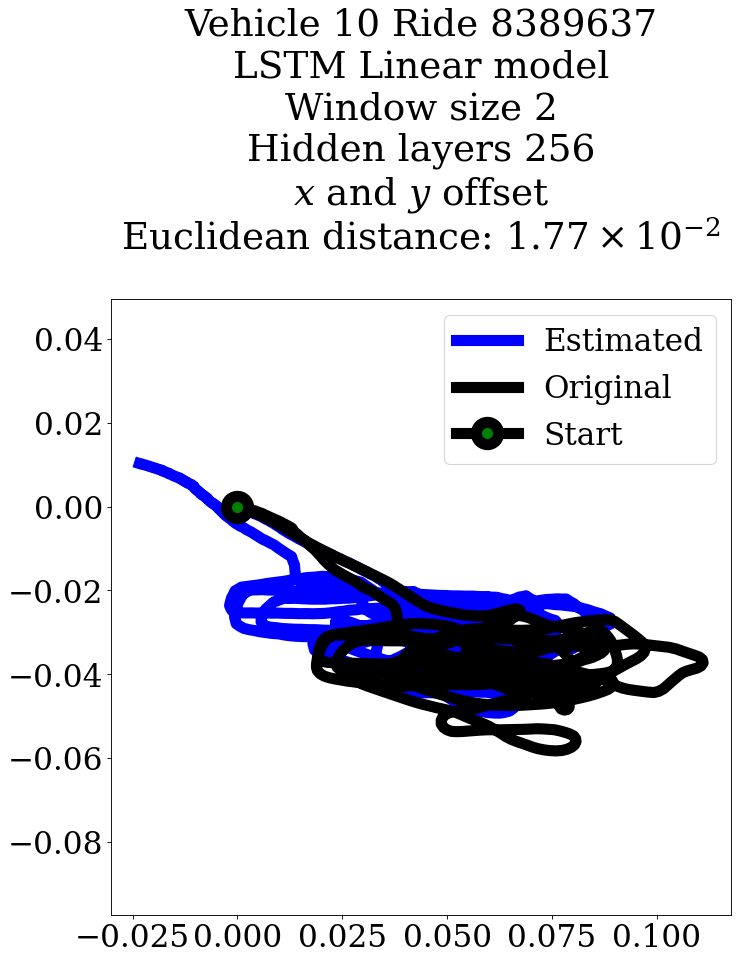 Vehicle 10 Ride 8389637
LSTM Linear model
Window size 2
Hidden layers 256
x and y offset
Euclidean distance: 1.77 × 10⁻²
Estimated
Original
Start
0.04
0.02
0.00
−0.02
−0.04
−0.06
−0.08
−0.025 0.000 0.025 0.050 0.075 0.100